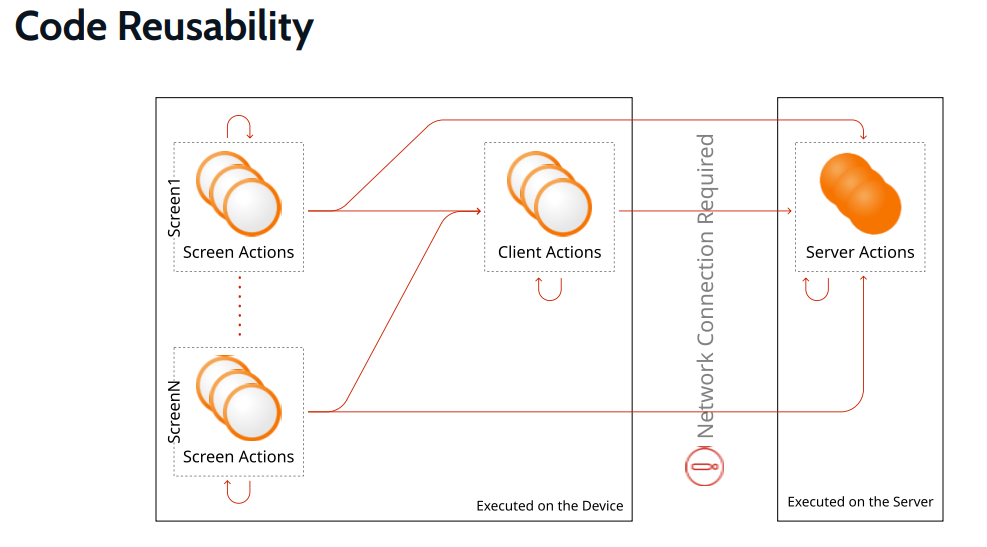 Code Reusability
Screen1
Screen Actions
Client Actions
Network Connection Required
Server Actions
ScreenN
Screen Actions
Executed on the Device
Executed on the Server